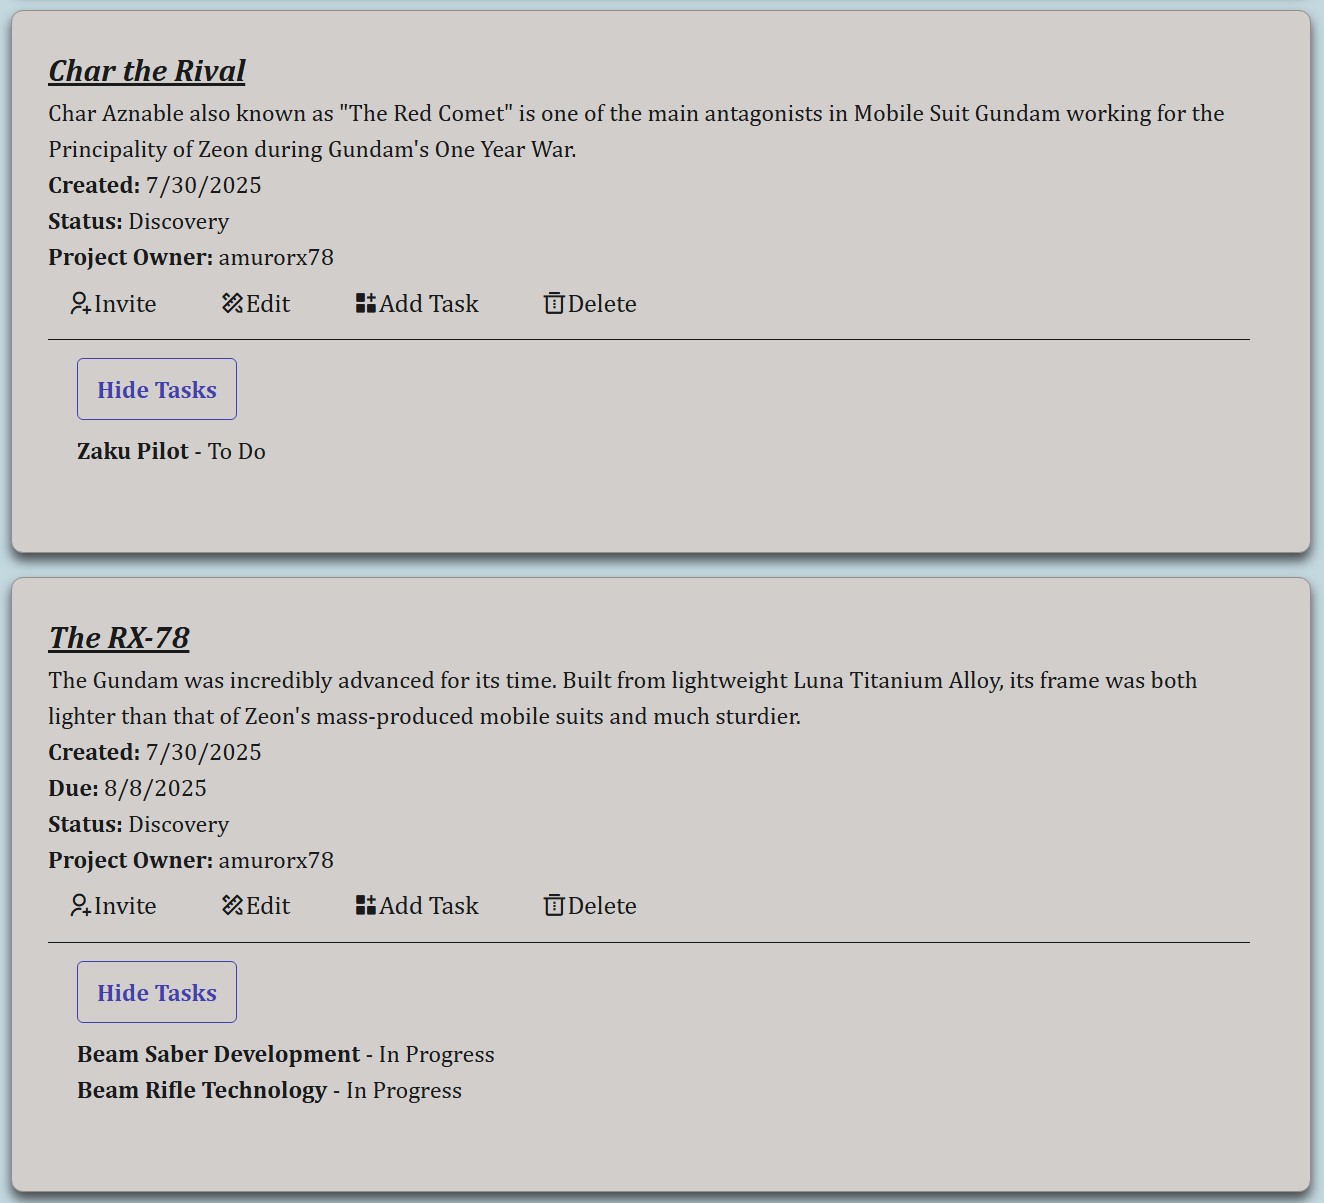 Char the Rival
Char Aznable also known as "The Red Comet" is one of the main antagonists in Mobile Suit Gundam working for the
Principality of Zeon during Gundam's One Year War.
Created: 7/30/2025
Status: Discovery
Project Owner: amurorx78
Invite Edit Add Task Delete
Hide Tasks
Zaku Pilot - To Do
The RX-78
The Gundam was incredibly advanced for its time. Built from lightweight Luna Titanium Alloy, its frame was both
lighter than that of Zeon's mass-produced mobile suits and much sturdier.
Created: 7/30/2025
Due: 8/8/2025
Status: Discovery
Project Owner: amurorx78
Invite Edit Add Task Delete
Hide Tasks
Beam Saber Development - In Progress
Beam Rifle Technology - In Progress